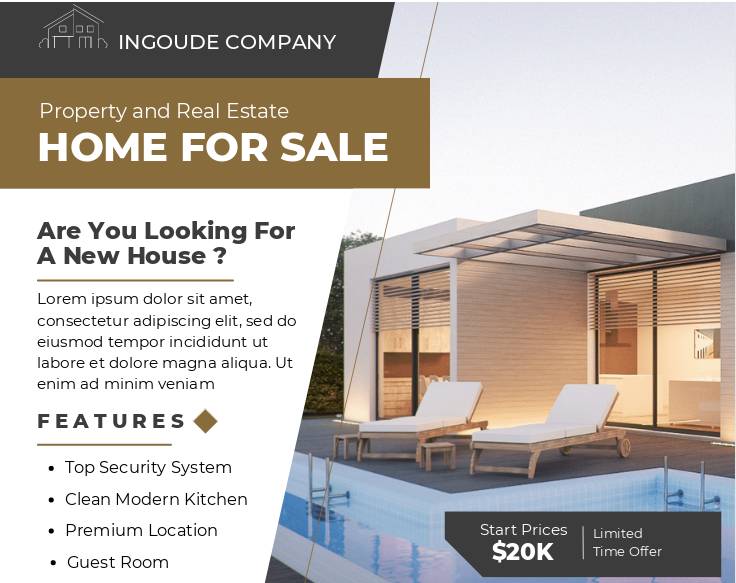 INGOUDE COMPANY
Property and Real Estate
HOME FOR SALE
Are You Looking For
A New House ?
Lorem ipsum dolor sit amet,
consectetur adipiscing elit, sed do
eiusmod tempor incididunt ut
labore et dolore magna aliqua. Ut
enim ad minim veniam
FEATURES
• Top Security System
• Clean Modern Kitchen
• Premium Location
• Guest Room
Start Prices
$20K
Limited
Time Offer